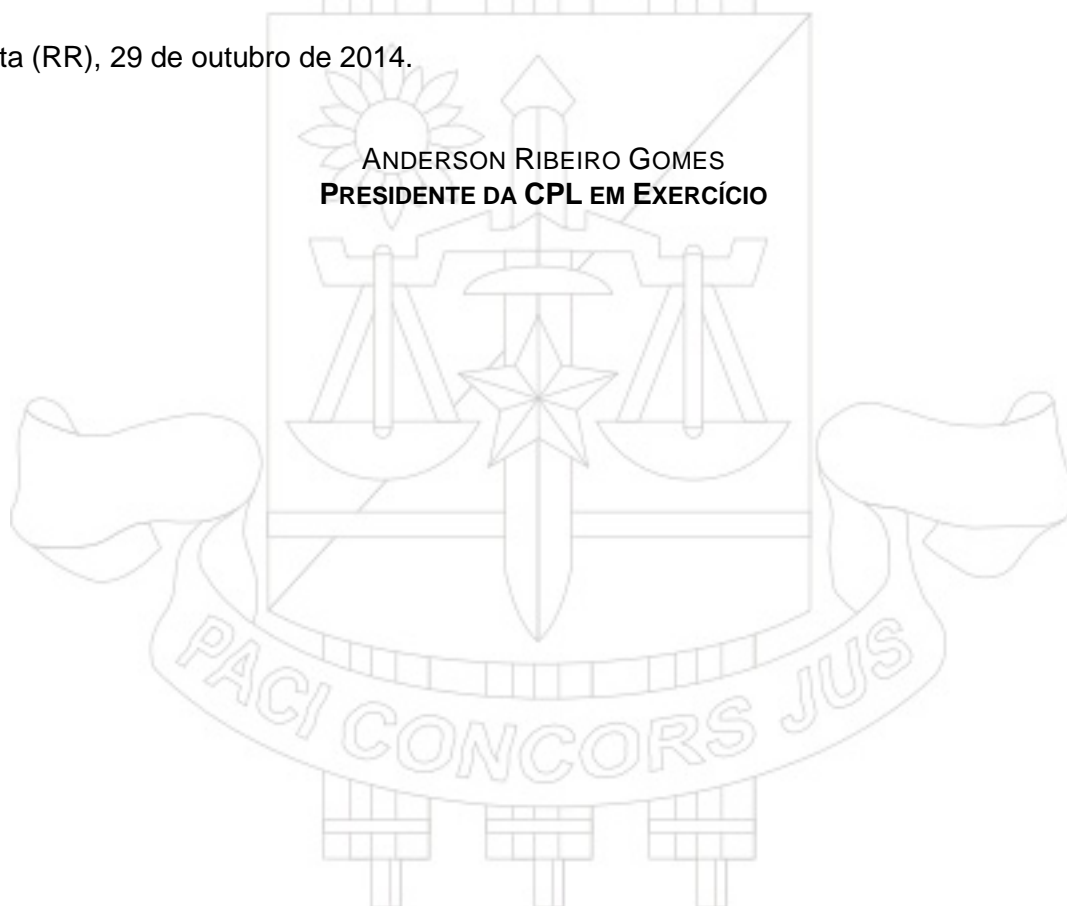 ta (RR), 29 de outubro de 2014.
ANDERSON RIBEIRO GOMES
PRESIDENTE DA CPL EM EXERCÍCIO
PACI CONCORS JUS